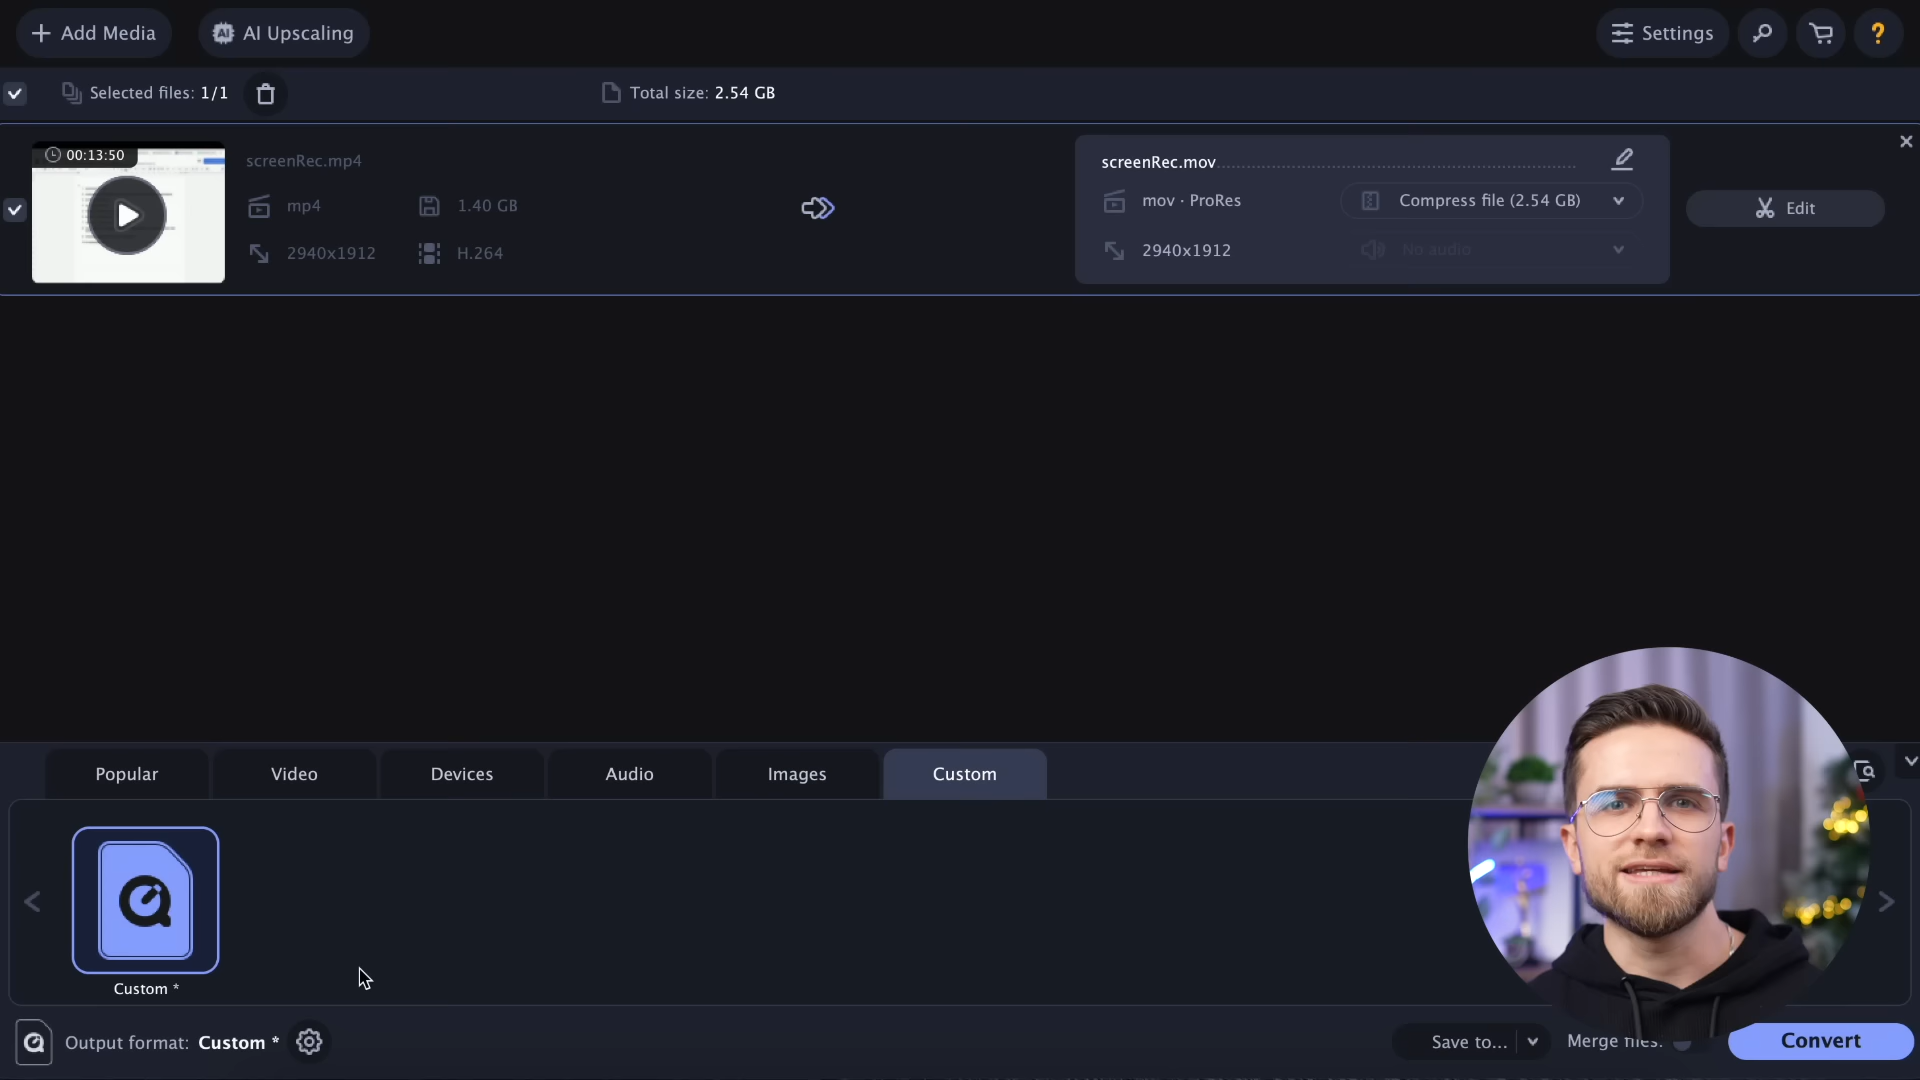 Add Media
AI Upscaling
Settings
?
Selected files: 1/1
Total size: 2.54 GB
00:13:50
screenRec.mp4
mp4
1.40 GB
2940x1912
H.264
screenRec.mov
mov · ProRes
Compress file (2.54 GB)
2940x1912
No audio
Edit
Popular
Video
Devices
Audio
Images
Custom
Custom *
Output format: Custom *
Save to...
Merge files:
Convert